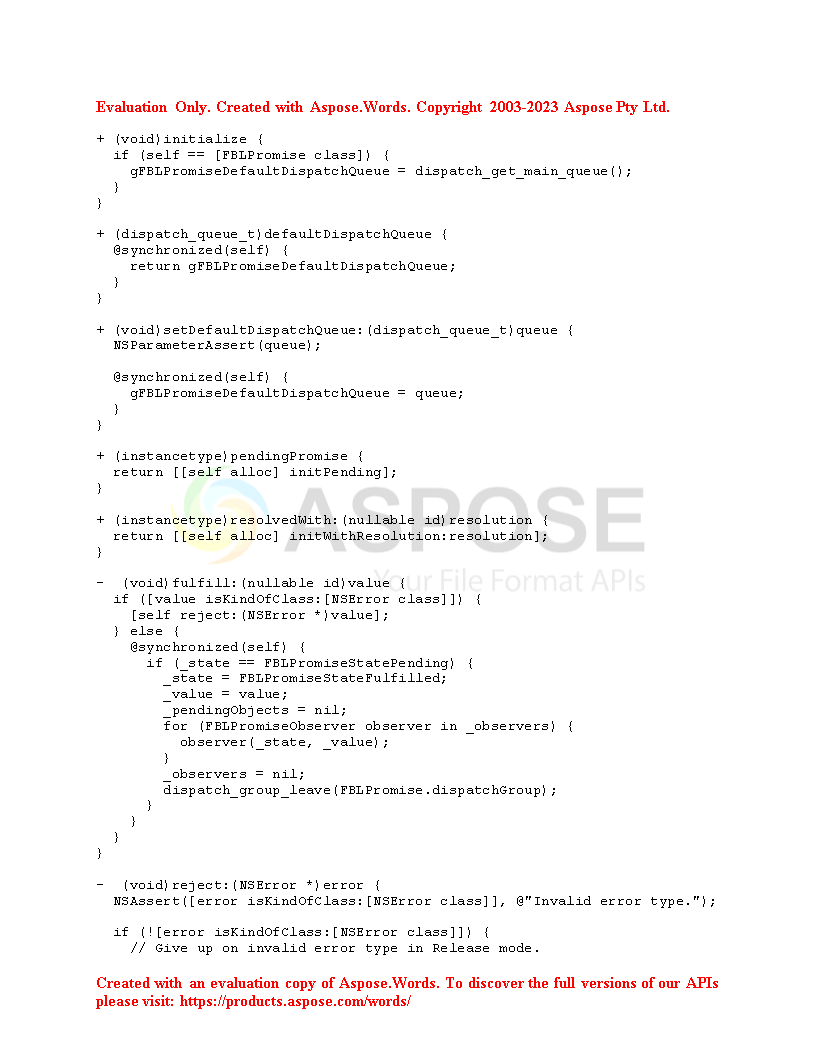 Evaluation Only. Created with Aspose.Words. Copyright 2003-2023 Aspose Pty Ltd.
+ (void)initialize {
  if (self == [FBLPromise class]) {
    gFBLPromiseDefaultDispatchQueue = dispatch_get_main_queue();
  }
}

+ (dispatch_queue_t)defaultDispatchQueue {
  @synchronized(self) {
    return gFBLPromiseDefaultDispatchQueue;
  }
}

+ (void)setDefaultDispatchQueue:(dispatch_queue_t)queue {
  NSParameterAssert(queue);

  @synchronized(self) {
    gFBLPromiseDefaultDispatchQueue = queue;
  }
}

+ (instancetype)pendingPromise {
  return [[self alloc] initPending];
}

+ (instancetype)resolvedWith:(nullable id)resolution {
  return [[self alloc] initWithResolution:resolution];
}
ASPOSE
Your File Format APIs

-  (void)fulfill:(nullable id)value {
  if ([value isKindOfClass:[NSError class]]) {
    [self reject:(NSError *)value];
  } else {
    @synchronized(self) {
      if (_state == FBLPromiseStatePending) {
        _state = FBLPromiseStateFulfilled;
        _value = value;
        _pendingObjects = nil;
        for (FBLPromiseObserver observer in _observers) {
          observer(_state, _value);
        }
        _observers = nil;
        dispatch_group_leave(FBLPromise.dispatchGroup);
      }
    }
  }
}

-  (void)reject:(NSError *)error {
  NSAssert([error isKindOfClass:[NSError class]], @"Invalid error type.");

  if (![error isKindOfClass:[NSError class]]) {
    // Give up on invalid error type in Release mode.
Created with an evaluation copy of Aspose.Words. To discover the full versions of our APIs
please visit: https://products.aspose.com/words/